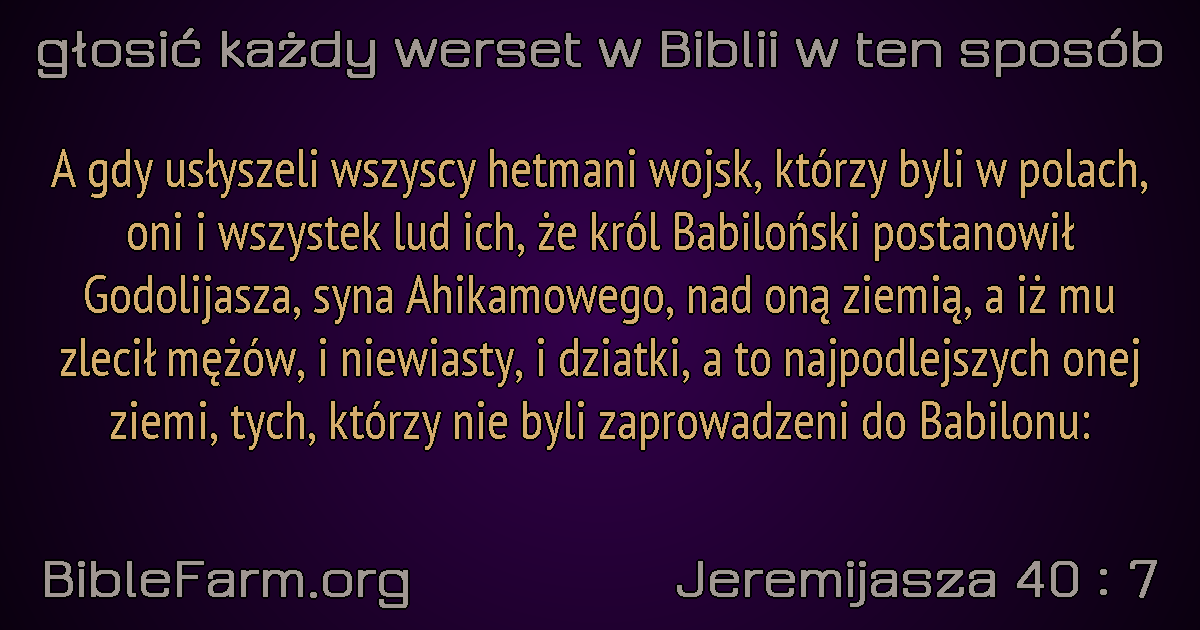 głosić każdy werset w Biblii w ten sposób
A gdy usłyszeli wszyscy hetmani wojsk, którzy byli w polach,
oni i wszystek lud ich, że król Babiloński postanowił
Godolijasza, syna Ahikamowego, nad oną ziemią, a iż mu
zlecił mężów, i niewiasty, i dziatki, a to najpodlejszych onej
ziemi, tych, którzy nie byli zaprowadzeni do Babilonu:
BibleFarm.org
Jeremijasza 40 : 7